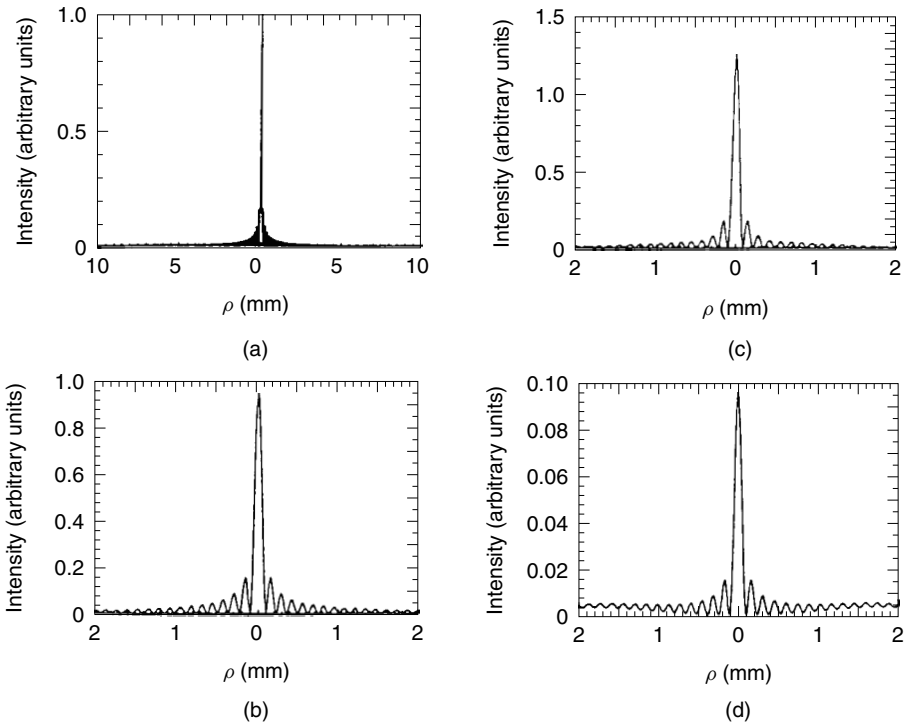 Intensity (arbitrary units)
1.0
0.5
0
10 5 0 5 10
ρ (mm)
(a)
Intensity (arbitrary units)
1.5
1.2
0.5
0
2 1 0 1 2
ρ (mm)
(c)
Intensity (arbitrary units)
1.0
0.8
0.6
0.4
0.2
0
2 1 0 1 2
ρ (mm)
(b)
Intensity (arbitrary units)
0.10
0.08
0.06
0.04
0.02
0
2 1 0 1 2
ρ (mm)
(d)